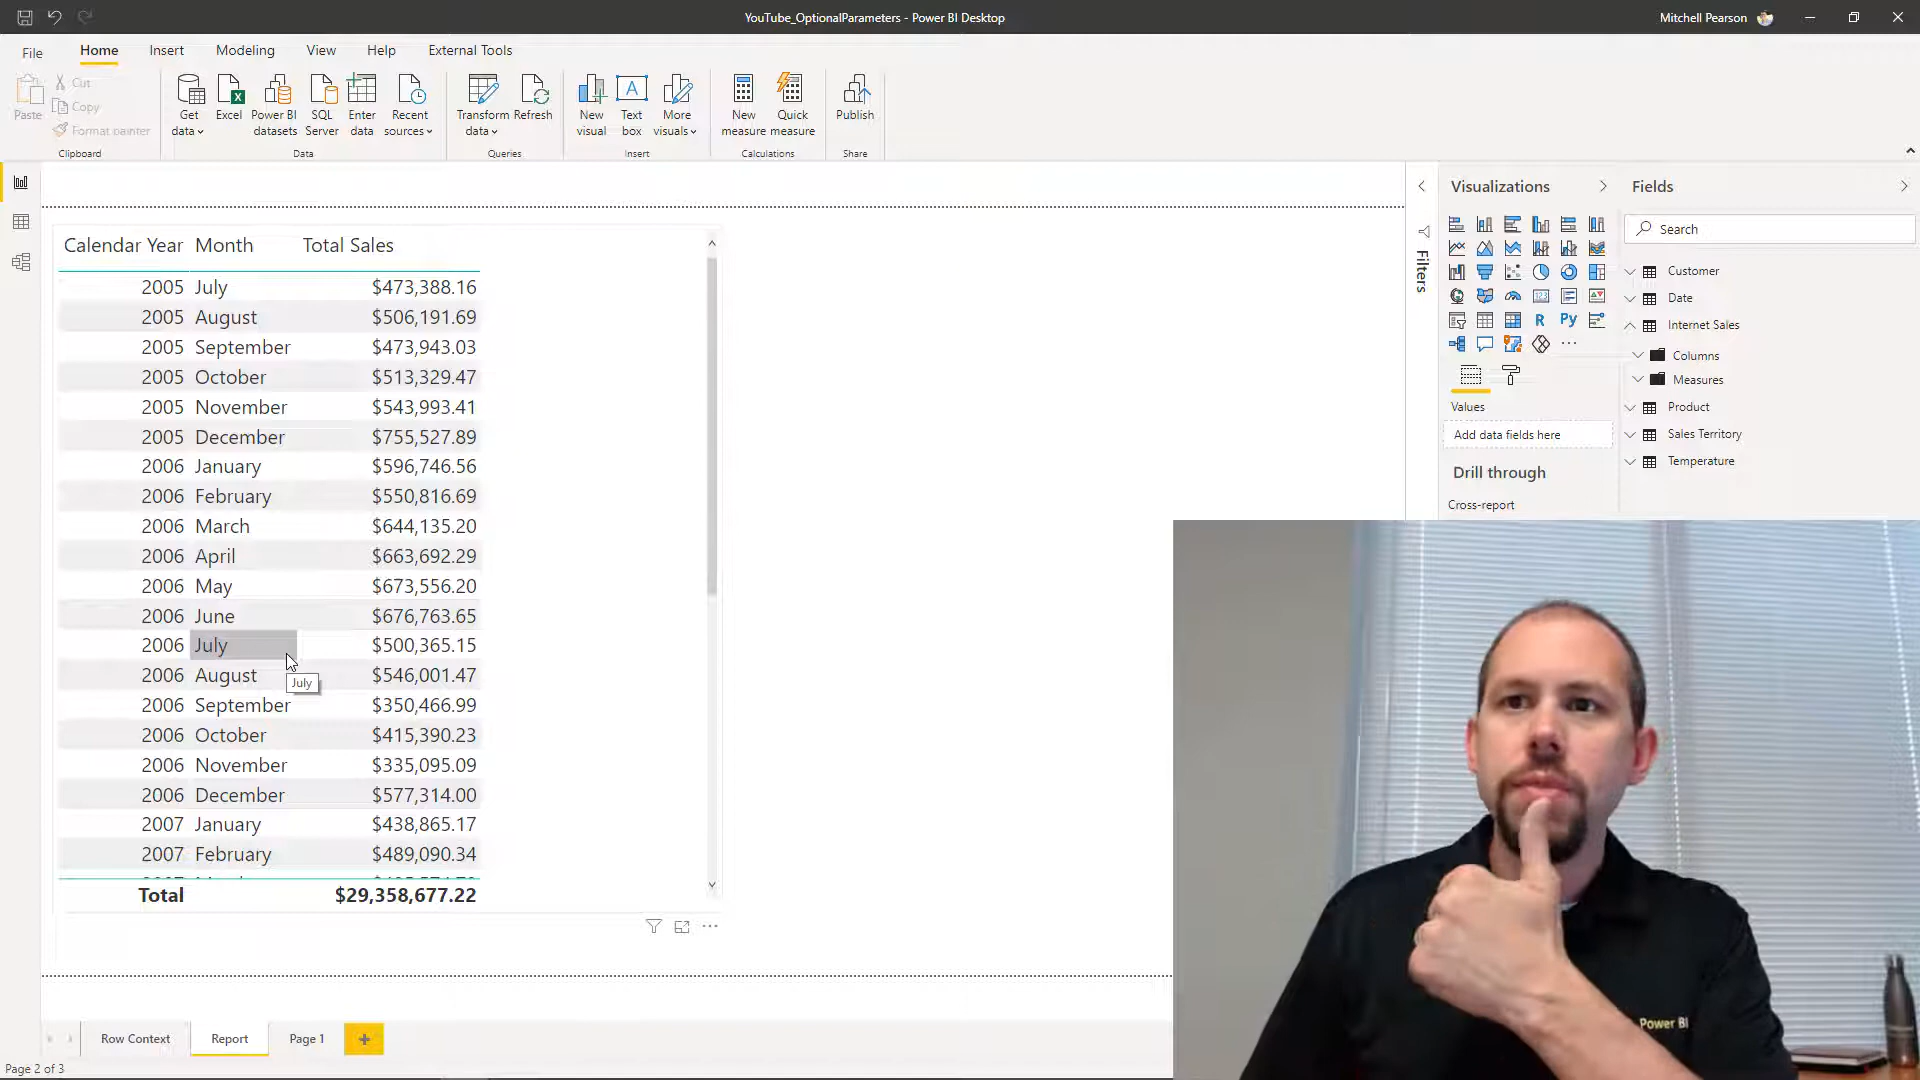 YouTube_OptionalParameters - Power BI Desktop
Mitchell Pearson
File Home Insert Modeling View Help External Tools
Paste
Cut
Copy
Format painter
Clipboard
Get data
Excel
Power BI datasets
SQL Server
Enter data
Recent sources
Data
Transform data
Refresh
Queries
New visual
Text box
More visuals
Insert
New measure
Quick measure
Calculations
Publish
Share
Calendar Year Month Total Sales
2005 July $473,388.16
2005 August $506,191.69
2005 September $473,943.03
2005 October $513,329.47
2005 November $543,993.41
2005 December $755,527.89
2006 January $596,746.56
2006 February $550,816.69
2006 March $644,135.20
2006 April $663,692.29
2006 May $673,556.20
2006 June $676,763.65
2006 July $500,365.15
July
2006 August $546,001.47
2006 September $350,466.99
2006 October $415,390.23
2006 November $335,095.09
2006 December $577,314.00
2007 January $438,865.17
2007 February $489,090.34
Total $29,358,677.22
Filters
Visualizations
R Py
Values
Add data fields here
Drill through
Cross-report
Fields
Search
Customer
Date
Internet Sales
Columns
Measures
Product
Sales Territory
Temperature
Power BI
Row Context Report Page 1
Page 2 of 3